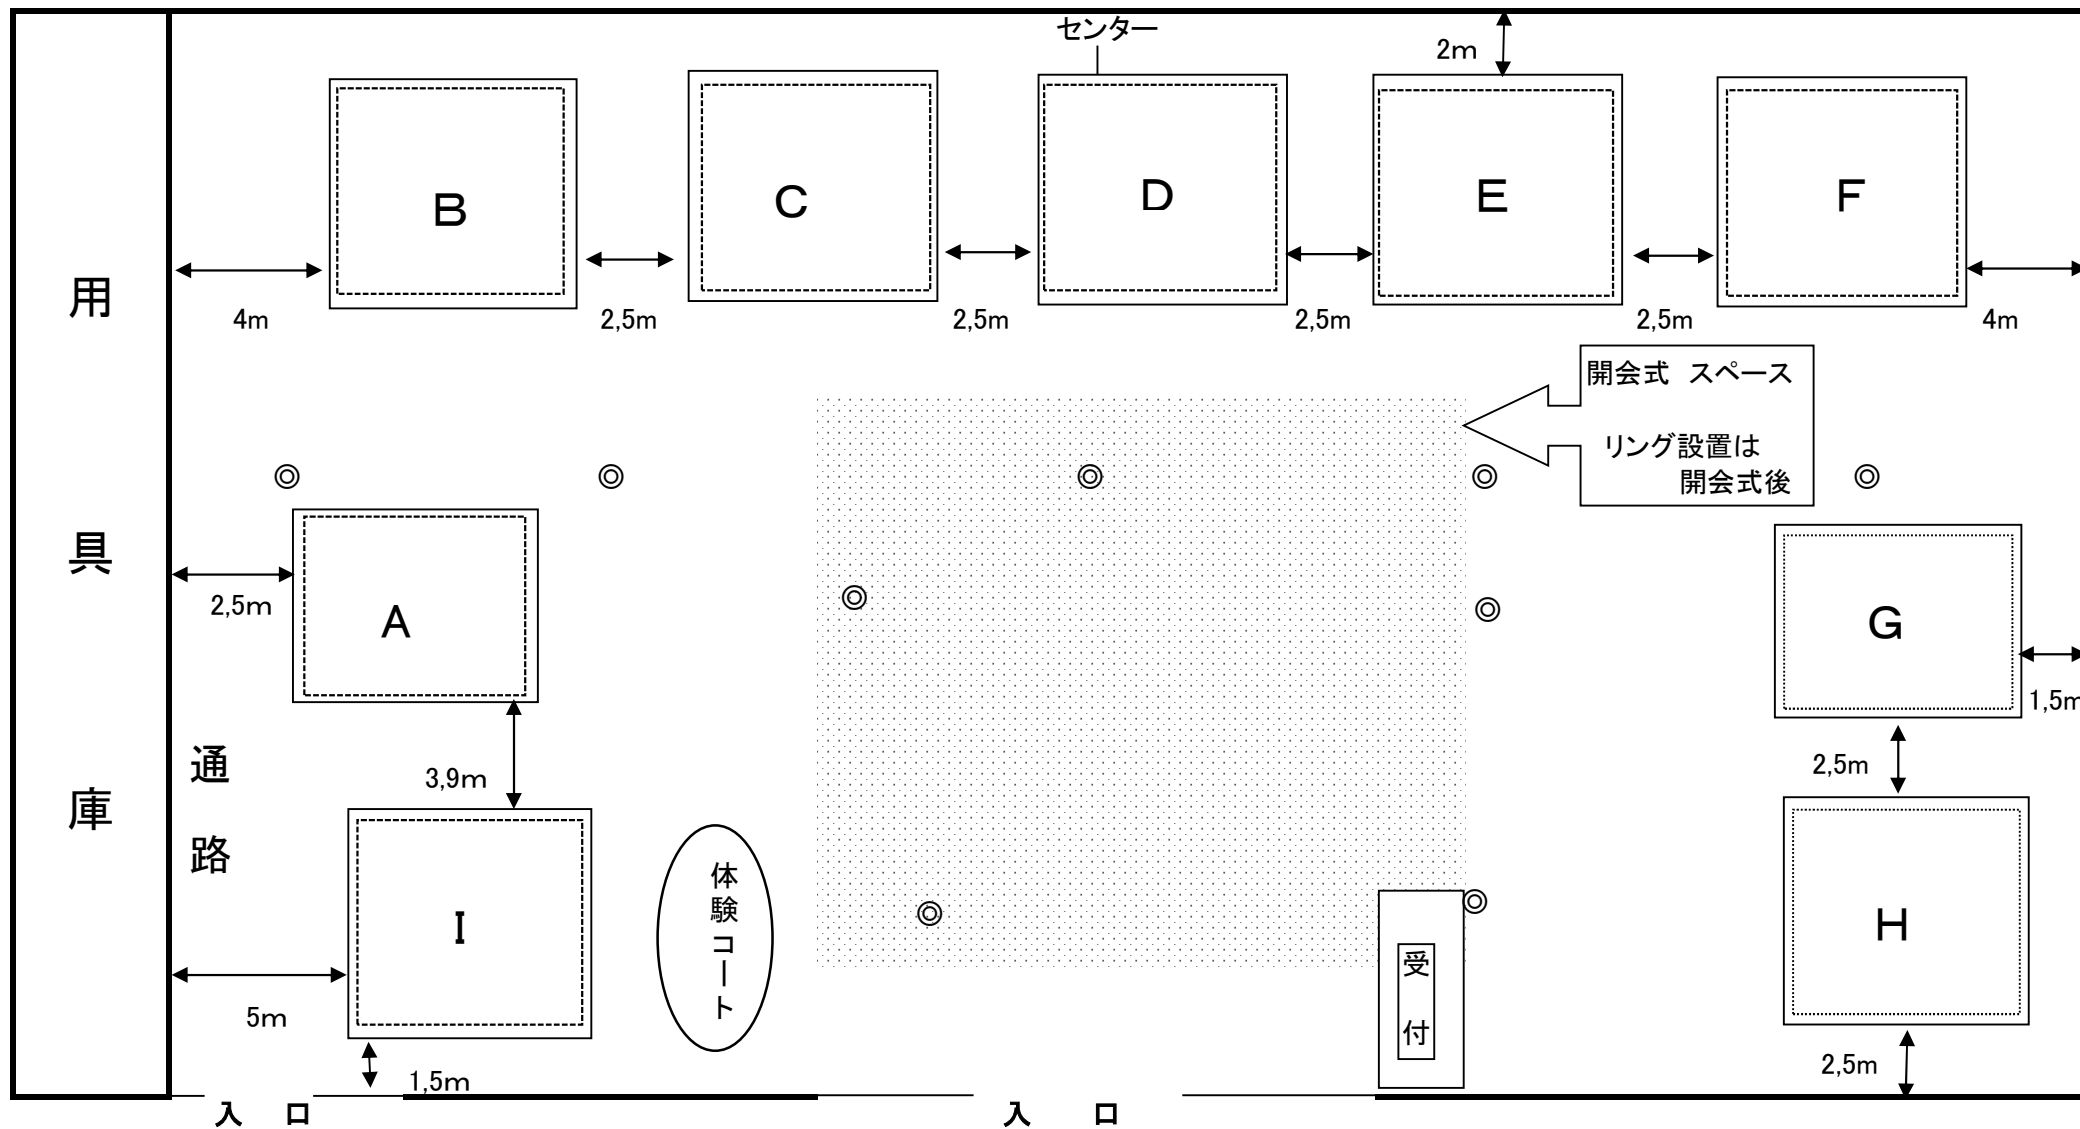 センター
2m
B
C
D
E
F
4m
2,5m
2,5m
2,5m
2,5m
4m
用
具
庫
開会式 スペース
リング設置は
開会式後
A
2,5m
G
1,5m
通
路
3,9m
2,5m
I
5m
1,5m
体験コート
受
付
H
2,5m
入 口
入 口